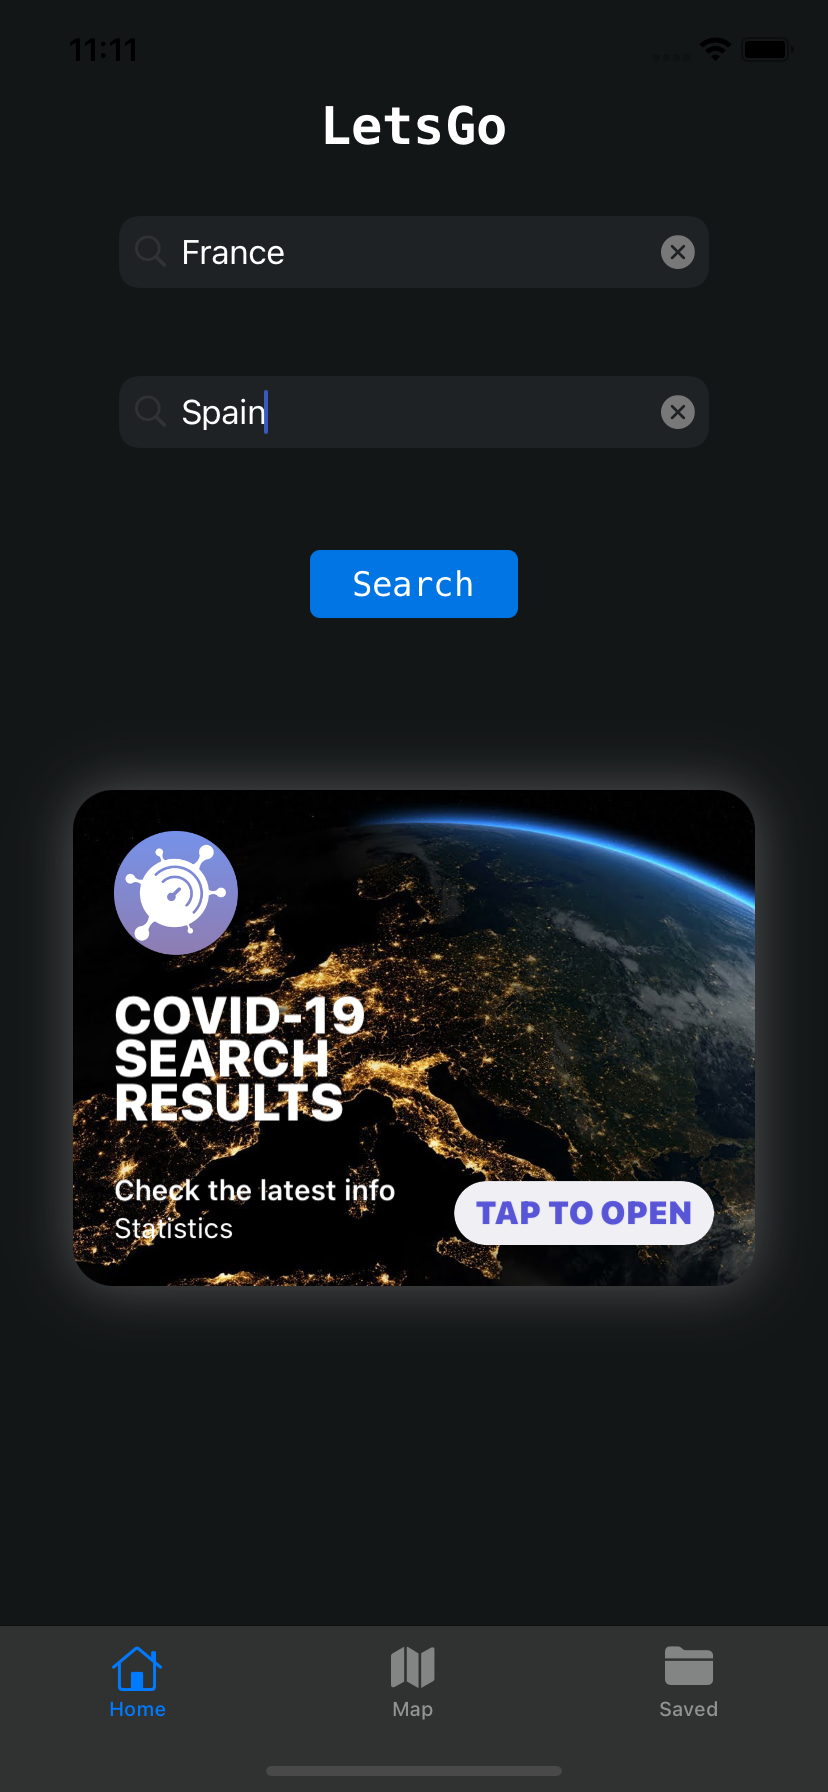 11:11
LetsGo
France
Spain
Search
COVID-19
SEARCH
RESULTS
Check the latest info
Statistics
TAP TO OPEN
Home
Map
Saved